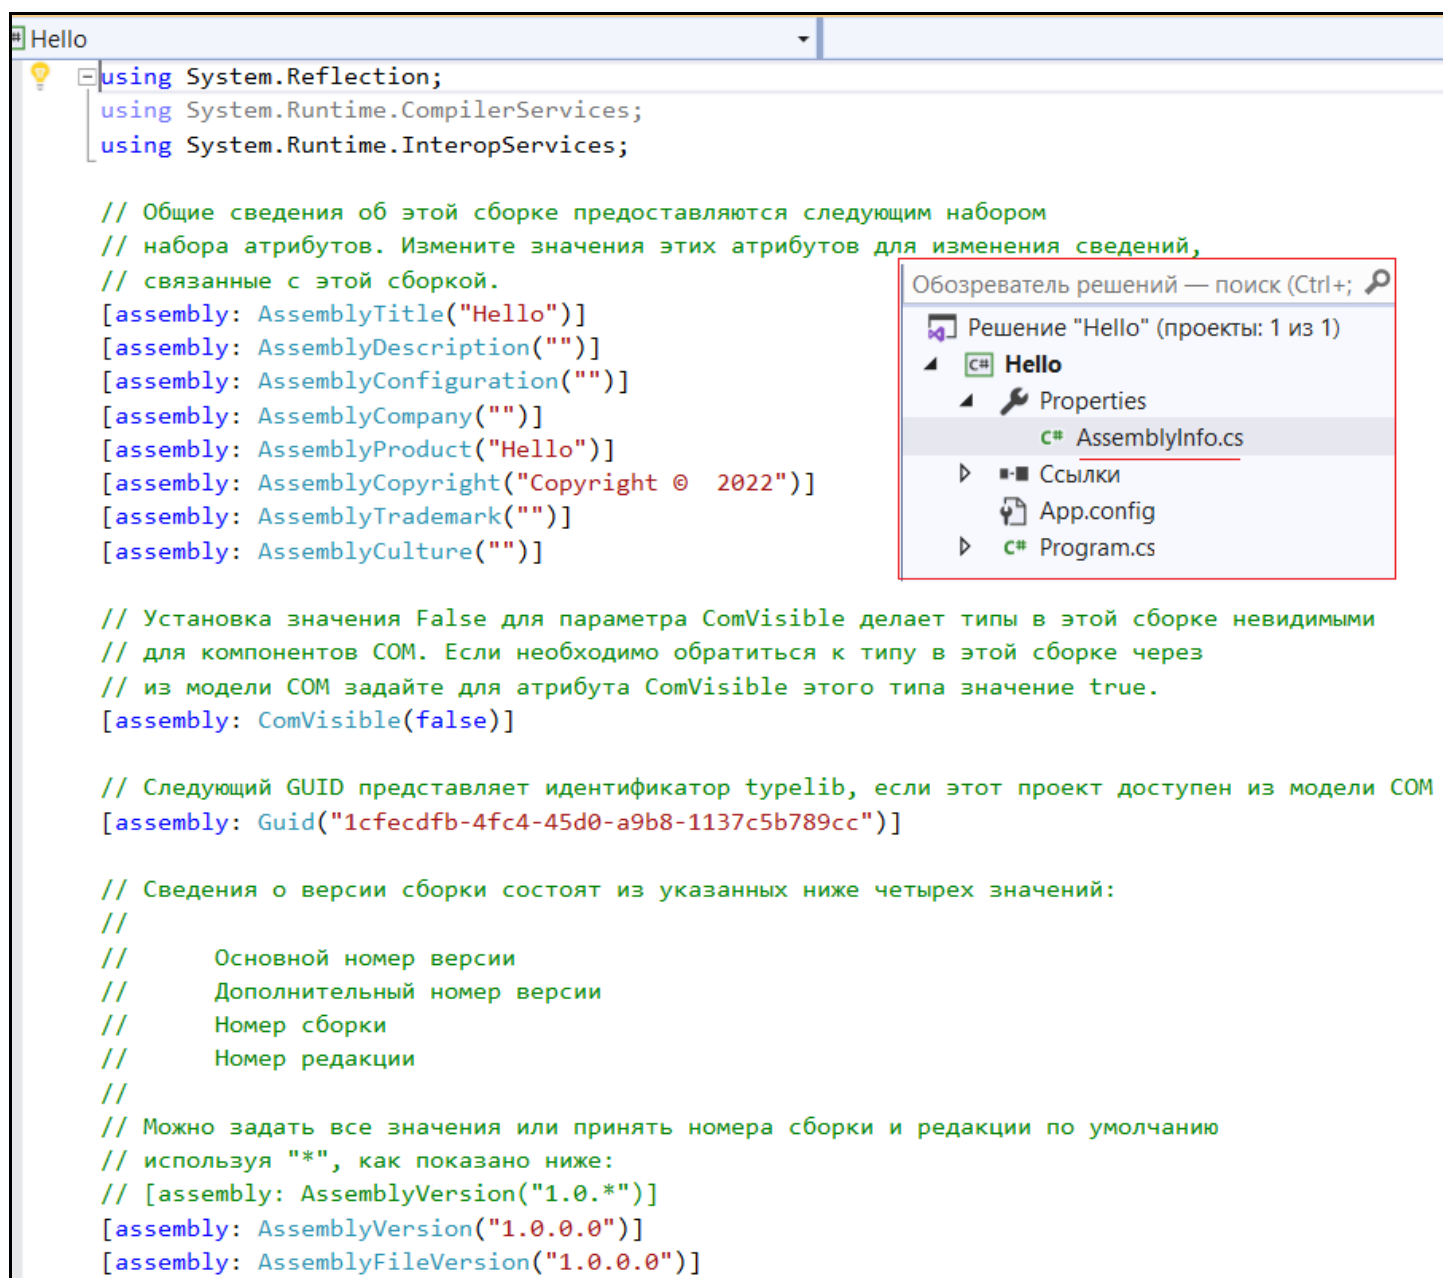 Hello
using System.Reflection;
using System.Runtime.CompilerServices;
using System.Runtime.InteropServices;
// Общие сведения об этой сборке предоставляются следующим набором
// набора атрибутов. Измените значения этих атрибутов для изменения сведений,
// связанные с этой сборкой.
[assembly: AssemblyTitle("Hello")]
[assembly: AssemblyDescription("")]
[assembly: AssemblyConfiguration("")]
[assembly: AssemblyCompany("")]
[assembly: AssemblyProduct("Hello")]
[assembly: AssemblyCopyright("Copyright ©  2022")]
[assembly: AssemblyTrademark("")]
[assembly: AssemblyCulture("")]
Обозреватель решений — поиск (Ctrl+;
Решение "Hello" (проекты: 1 из 1)
C# Hello
Properties
C# AssemblyInfo.cs
Ссылки
App.config
C# Program.cs
// Установка значения False для параметра ComVisible делает типы в этой сборке невидимыми
// для компонентов COM. Если необходимо обратиться к типу в этой сборке через
// из модели COM задайте для атрибута ComVisible этого типа значение true.
[assembly: ComVisible(false)]
// Следующий GUID представляет идентификатор typelib, если этот проект доступен из модели COM
[assembly: Guid("1cfecdfb-4fc4-45d0-a9b8-1137c5b789cc")]
// Сведения о версии сборки состоят из указанных ниже четырех значений:
//
//      Основной номер версии
//      Дополнительный номер версии
//      Номер сборки
//      Номер редакции
//
// Можно задать все значения или принять номера сборки и редакции по умолчанию
// используя "*", как показано ниже:
// [assembly: AssemblyVersion("1.0.*")]
[assembly: AssemblyVersion("1.0.0.0")]
[assembly: AssemblyFileVersion("1.0.0.0")]